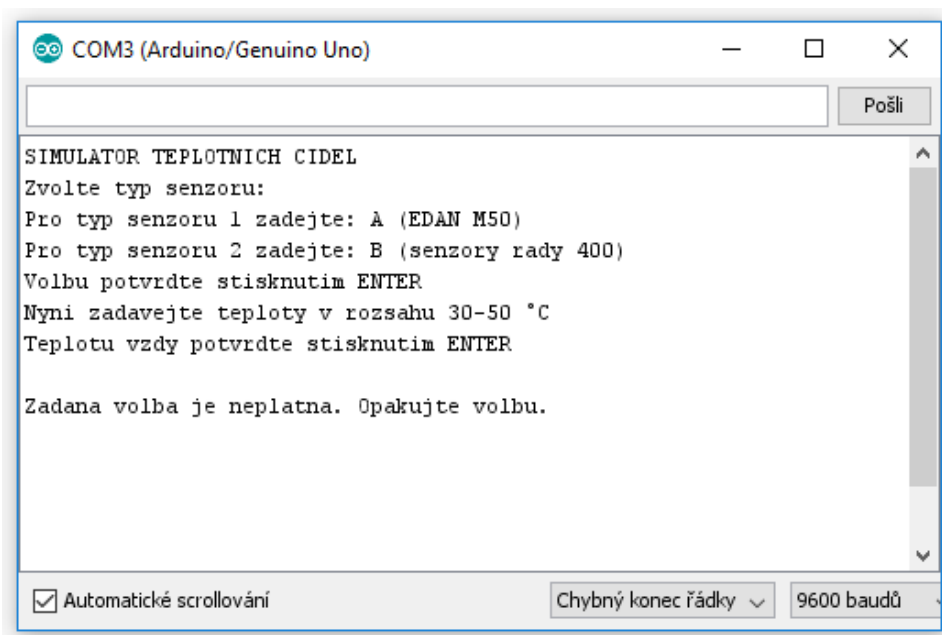 COM3 (Arduino/Genuino Uno)
Pošli
SIMULATOR TEPLOTNICH CIDEL
Zvolte typ senzoru:
Pro typ senzoru 1 zadejte: A (EDAN M50)
Pro typ senzoru 2 zadejte: B (senzory rady 400)
Volbu potvrdte stisknutim ENTER
Nyni zadavejte teploty v rozsahu 30-50 °C
Teplotu vzdy potvrdte stisknutim ENTER
Zadana volba je neplatna. Opakujte volbu.
Automatické scrollování Chybný konec řádky 9600 baudů